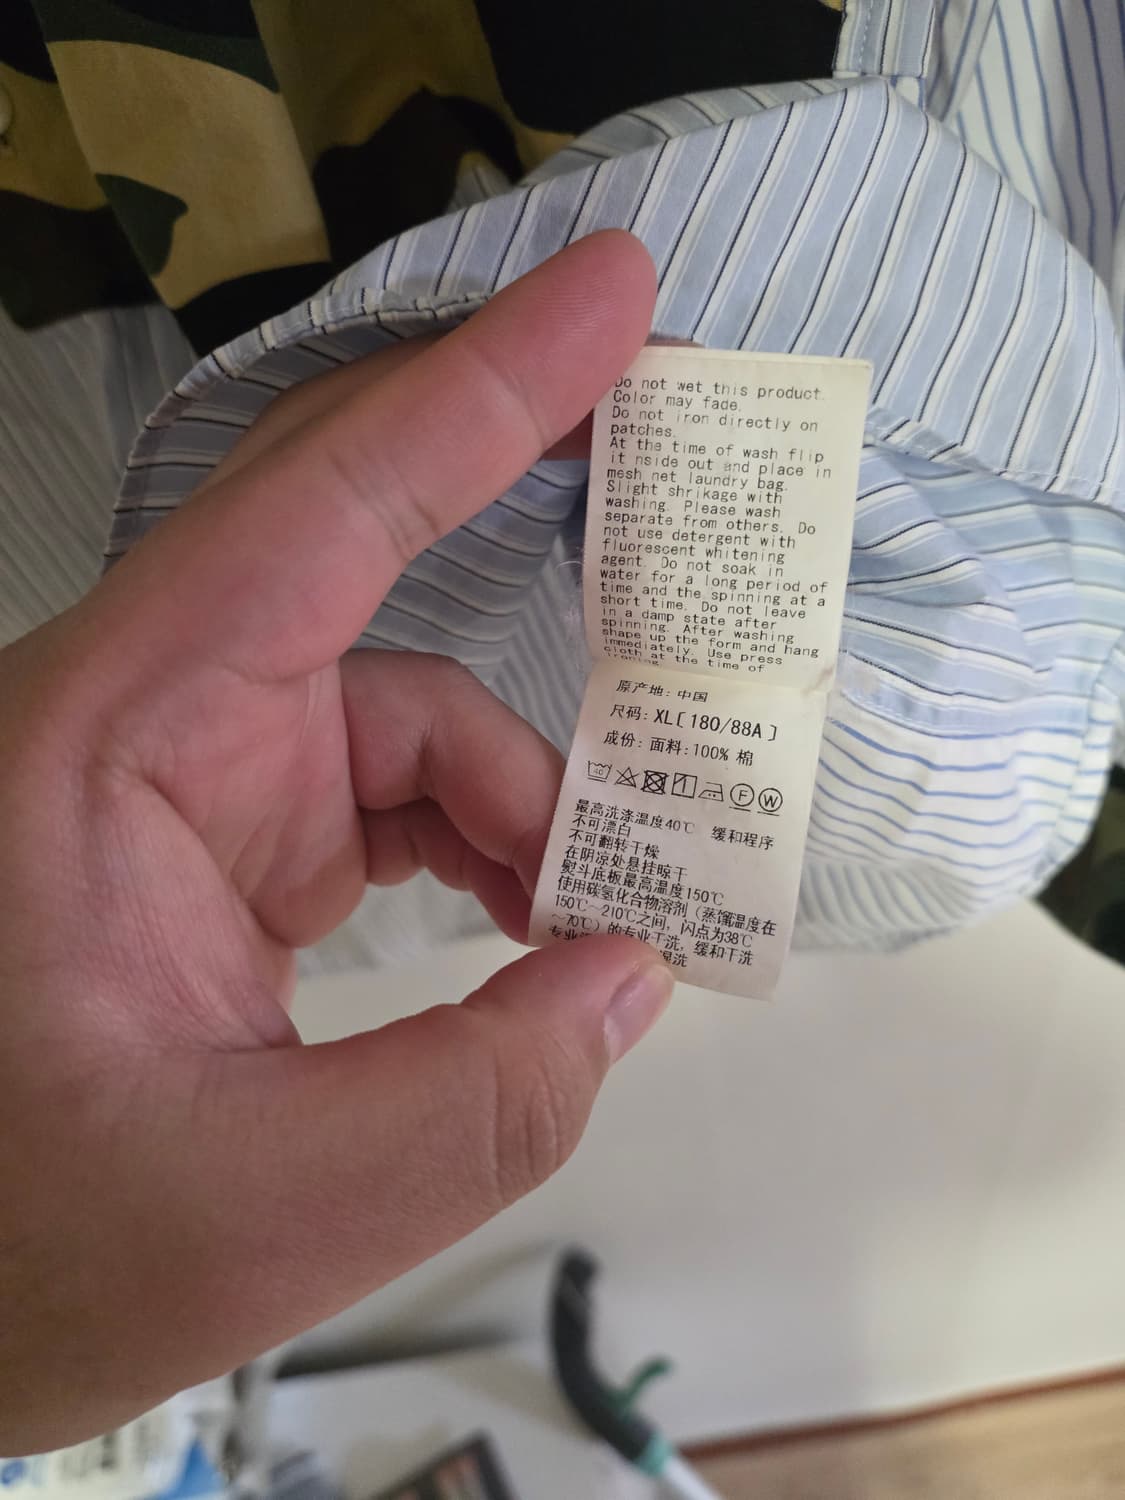 Do not wet this product.
Color may fade.
Do not iron directly on
patches.
At the time of wash flip
it nside out and place in
mesh net laundry bag.
Slight shrikage with
washing. Please wash
separate from others. Do
not use detergent with
fluorescent whitening
agent. Do not soak in
water for a long period of
time and the spinning at a
short time. Do not leave
in a damp state after
spinning. After washing
shape up the form and hang
immediately. Use press
cloth at the time of
ironing.
原产地: 中国
尺码: XL[180/88A]
成份: 面料:100% 棉
40 F W
最高洗涤温度40℃ 缓和程序
不可漂白
不可翻转干燥
在阴凉处悬挂晾干
熨斗底板最高温度150℃
使用碳氢化合物溶剂（蒸馏温度在
150℃~210℃之间, 闪点为38℃
~70℃）的专业干洗, 缓和干洗
专业 湿洗